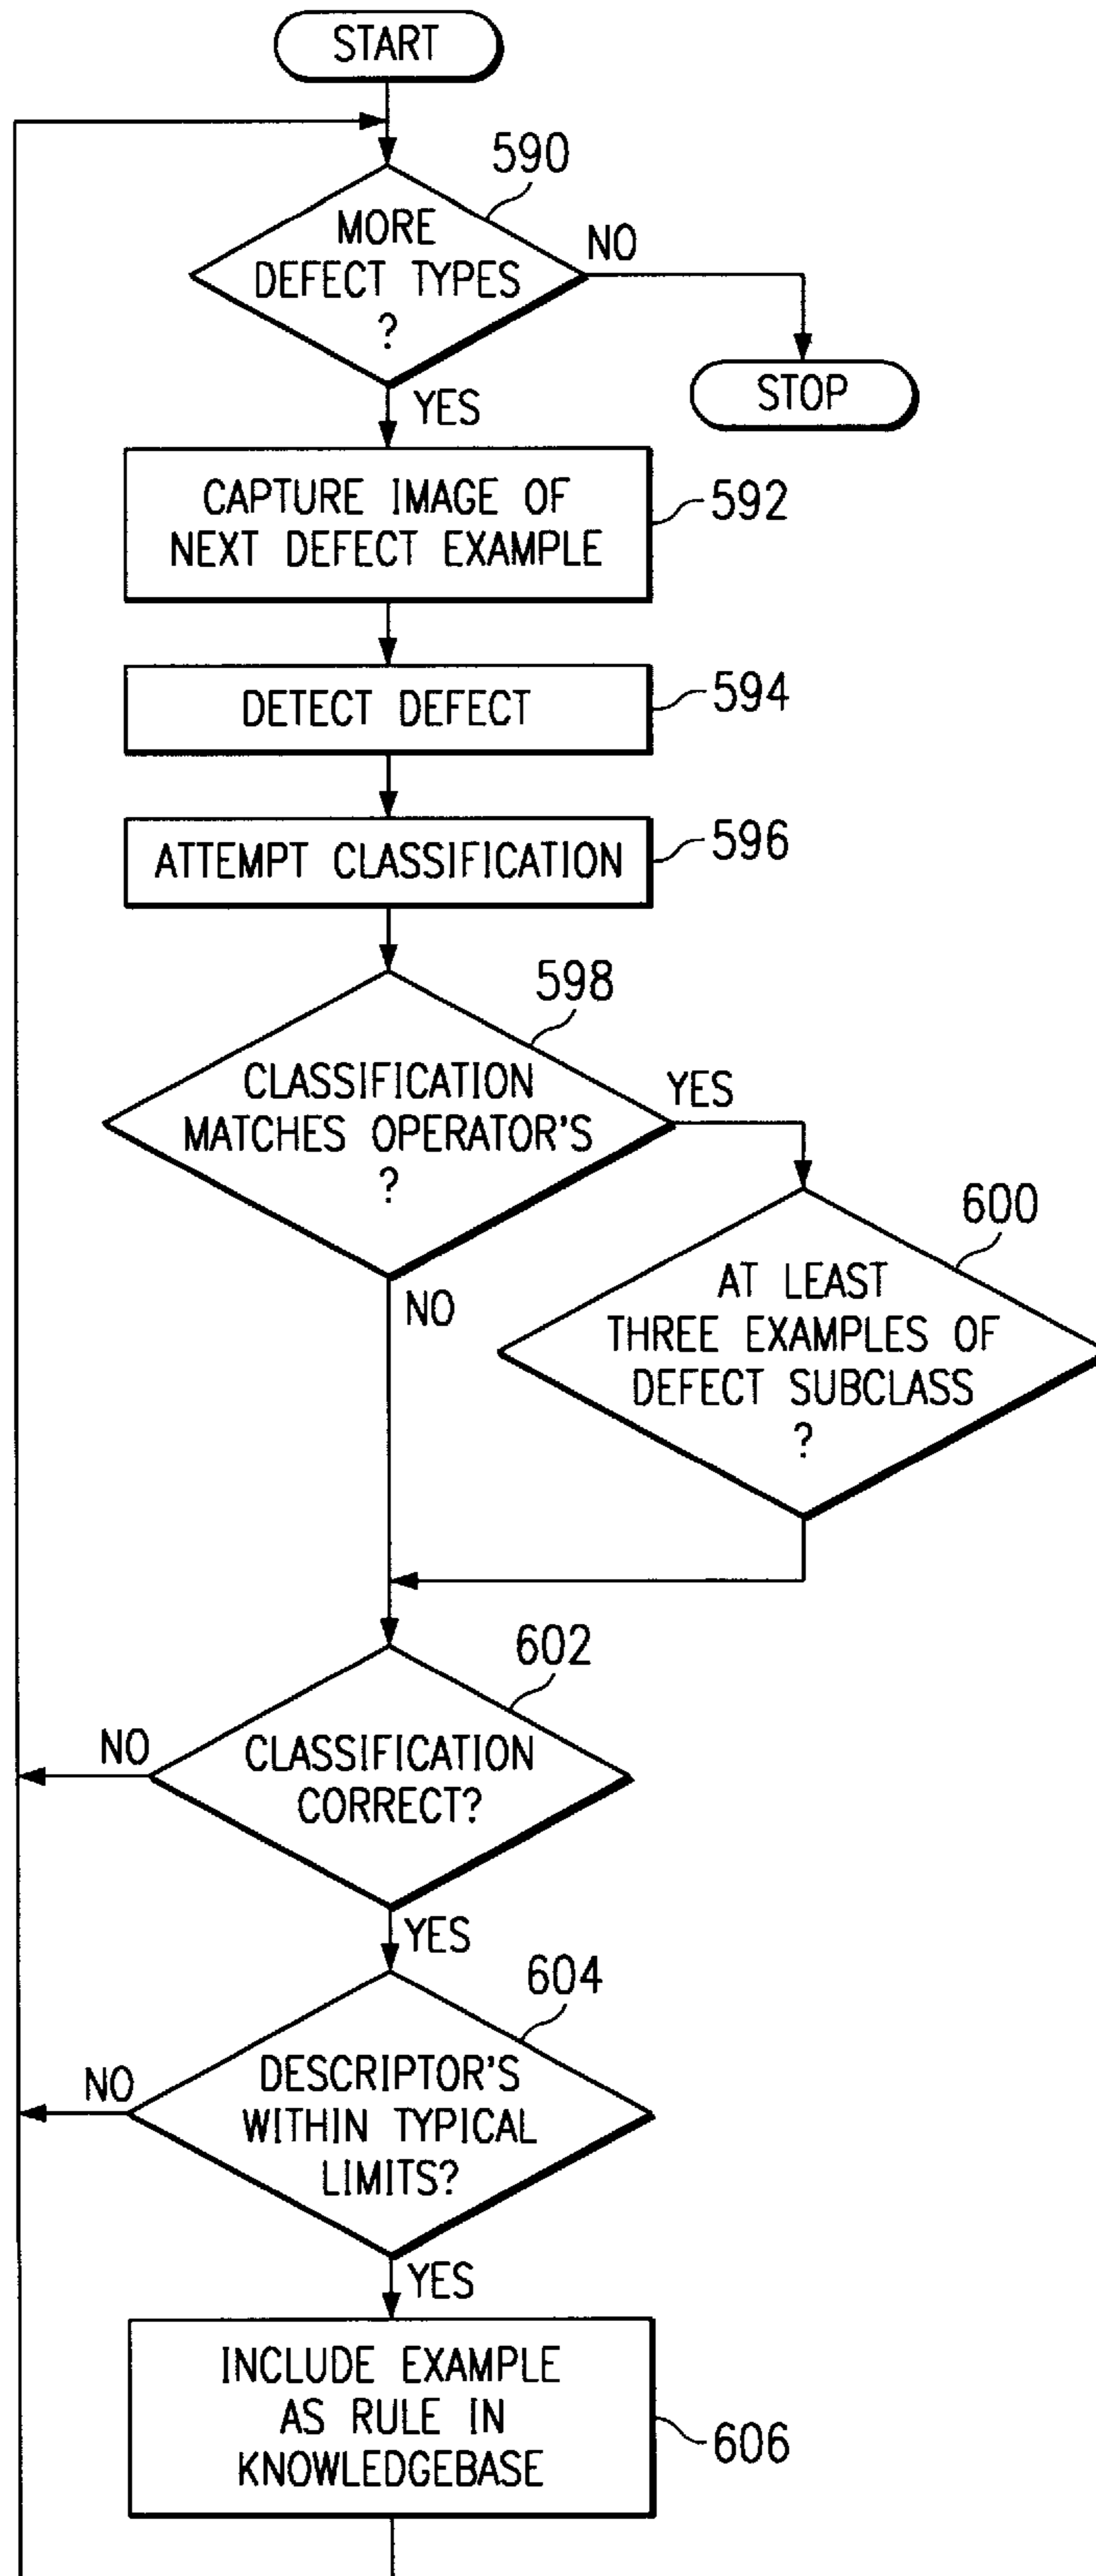 START
590
MORE
DEFECT TYPES
?
NO
STOP
YES
CAPTURE IMAGE OF
NEXT DEFECT EXAMPLE
592
DETECT DEFECT
594
ATTEMPT CLASSIFICATION
596
598
CLASSIFICATION
MATCHES OPERATOR'S
?
YES
NO
600
AT LEAST
THREE EXAMPLES OF
DEFECT SUBCLASS
?
602
CLASSIFICATION
CORRECT?
NO
YES
604
DESCRIPTOR'S
WITHIN TYPICAL
LIMITS?
NO
YES
INCLUDE EXAMPLE
AS RULE IN
KNOWLEDGEBASE
606